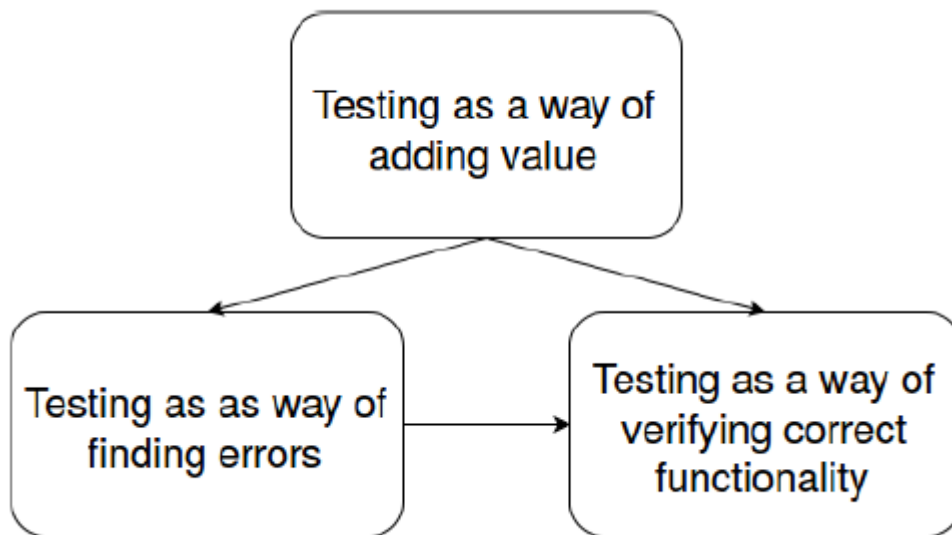 Testing as a way of
adding value
Testing as as way of
finding errors
Testing as a way of
verifying correct
functionality